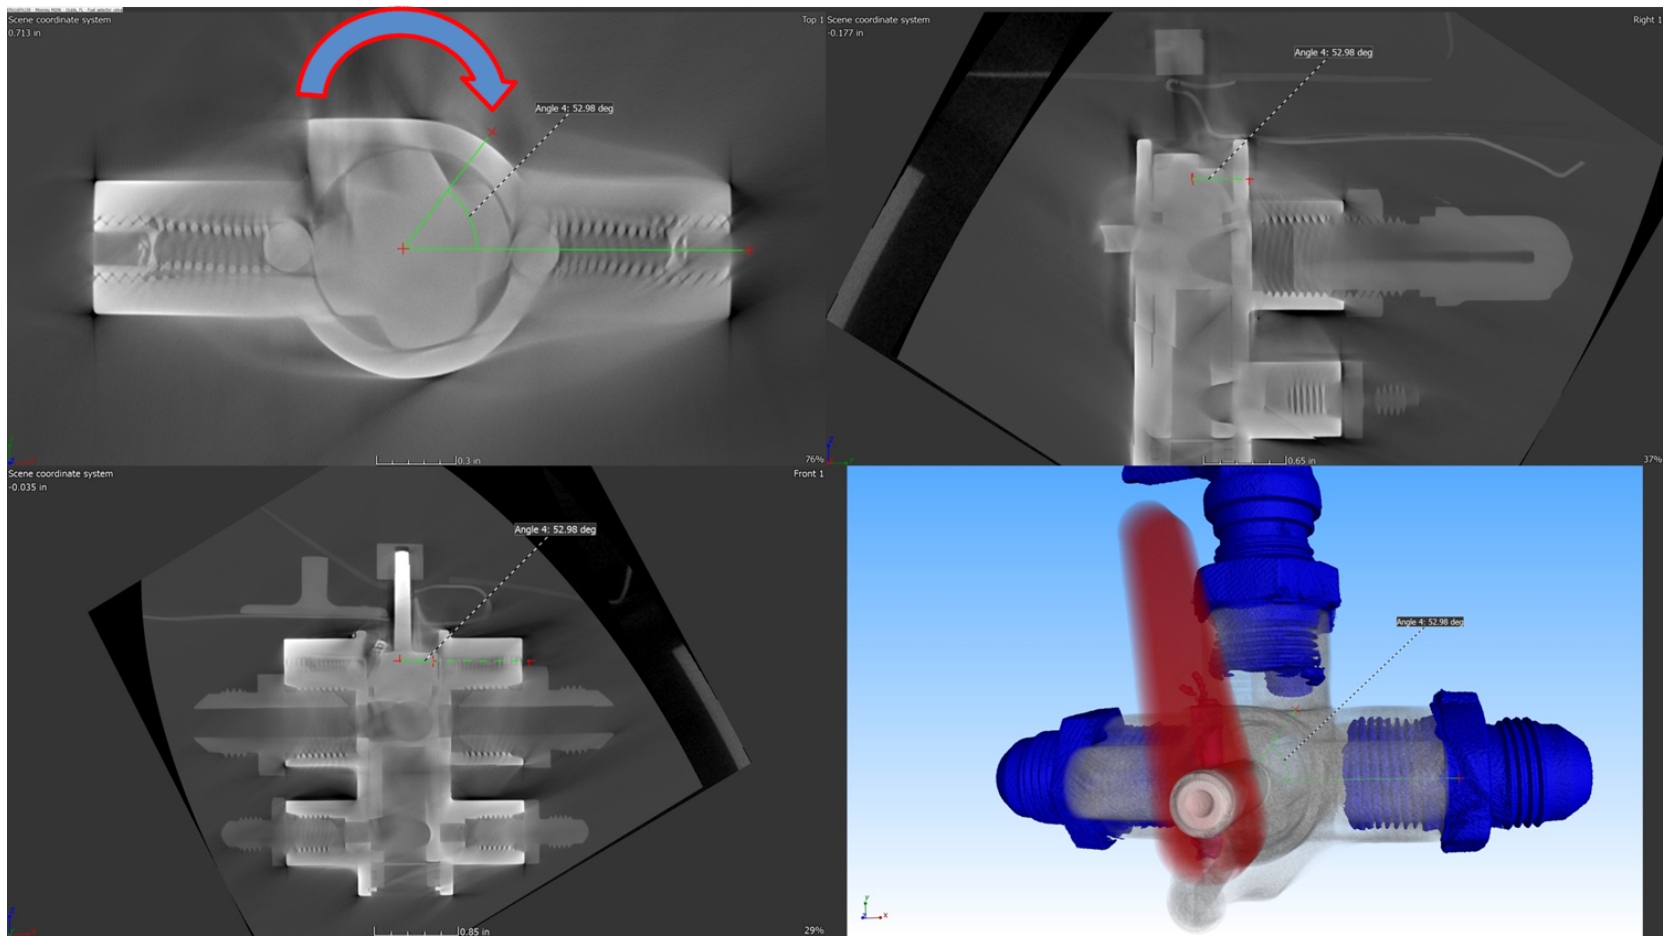 Scene coordinate system
Top 1
0.713 in
Angle 4: 52.98 deg
0.3 in
76%
Scene coordinate system
Right 1
-0.177 in
Angle 4: 52.98 deg
0.65 in
37%
Scene coordinate system
Front 1
-0.035 in
Angle 4: 52.98 deg
0.85 in
29%
Angle 4: 52.98 deg